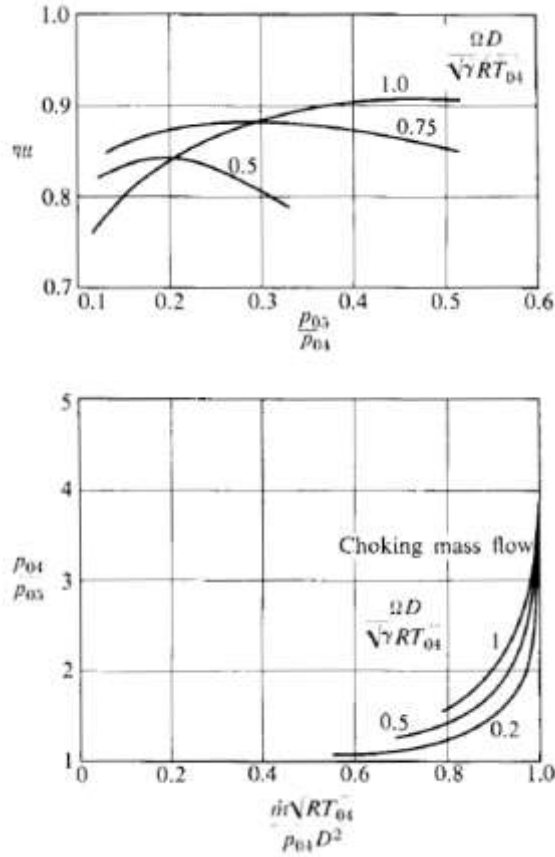 ΩD
√γRT₀₄
1.0
0.9
0.8
0.7
ηtt
1.0
0.75
0.5
0.1 0.2 0.3 0.4 0.5 0.6
p₀₅
p₀₄
5
4
3
2
1
p₀₄
p₀₅
Choking mass flow
ΩD
√γRT₀₄
1
0.5
0.2
0 0.2 0.4 0.6 0.8 1.0
ṁ√RT₀₄
p₀₄D²